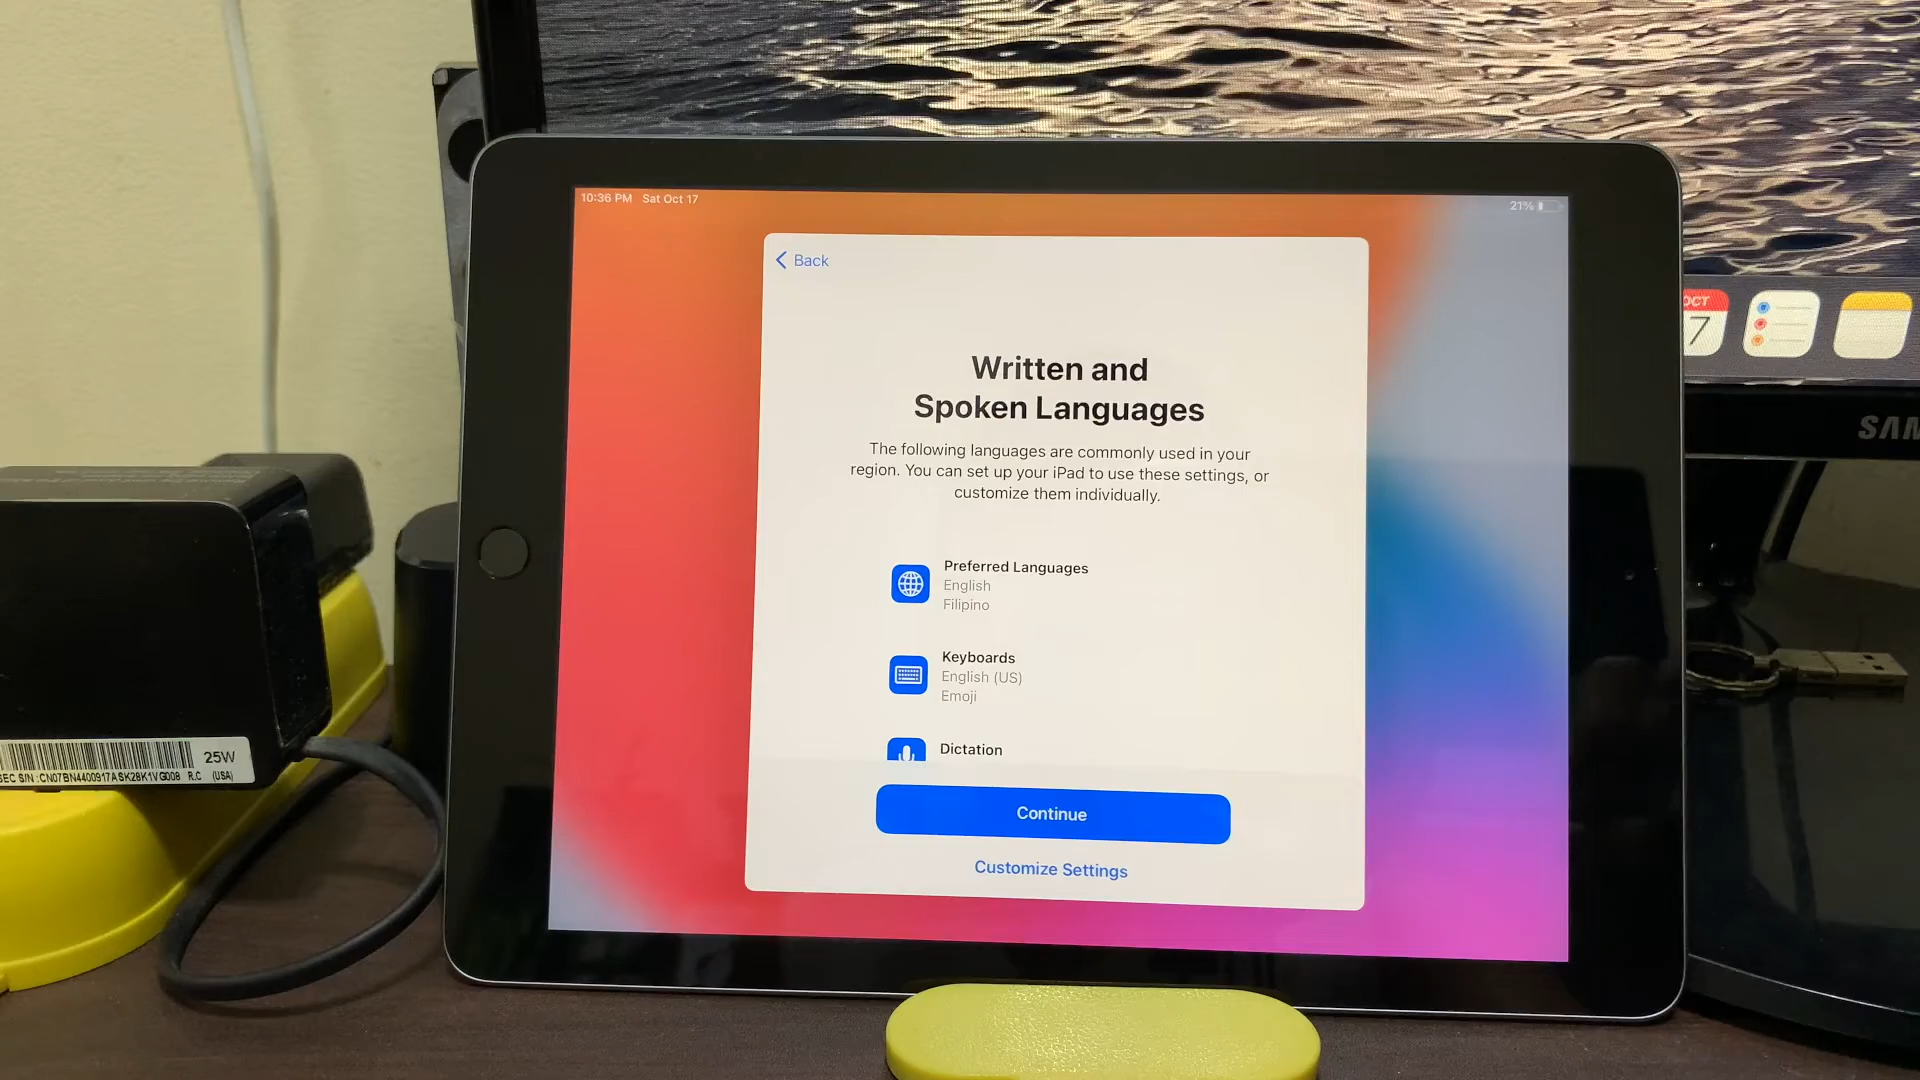 10:36 PM Sat Oct 17
21%
Back
Written and
Spoken Languages
The following languages are commonly used in your
region. You can set up your iPad to use these settings, or
customize them individually.
Preferred Languages
English
Filipino
Keyboards
English (US)
Emoji
Dictation
Continue
Customize Settings
OCT
7
SAM
25W
SEC S/N :CN07BN4400917ASK28K1VG008 R.C (USA)